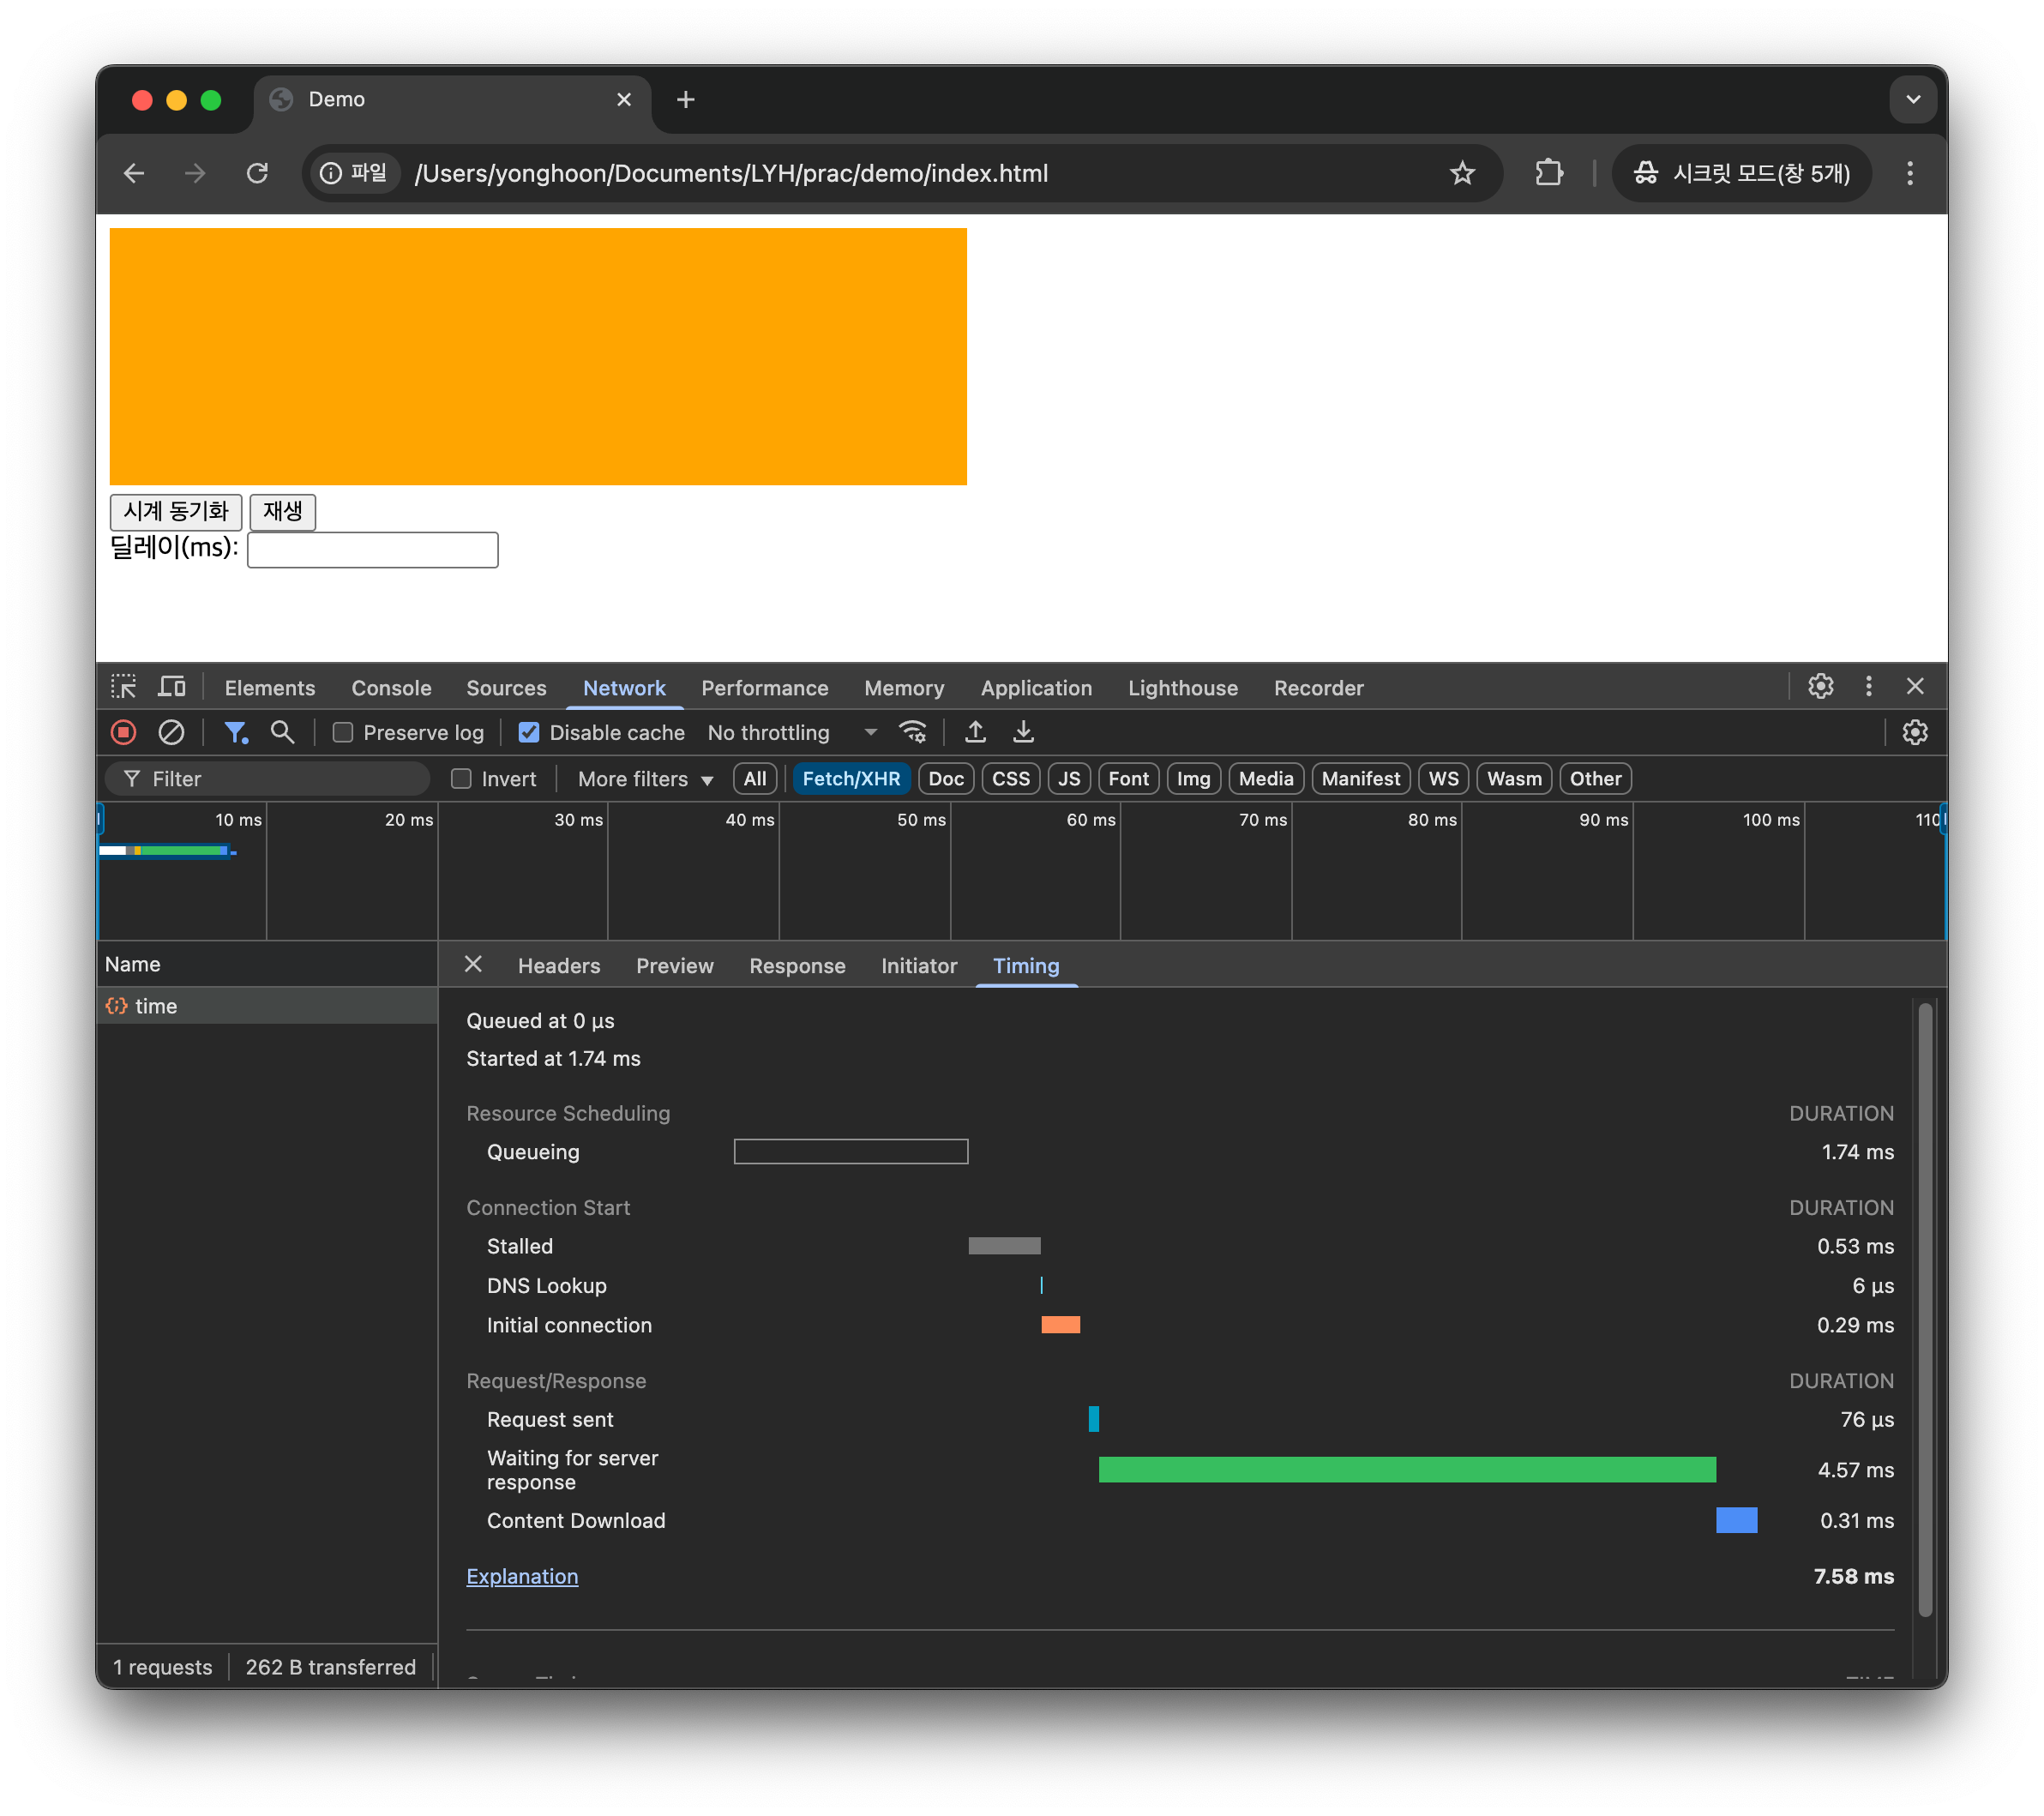 Demo
파일 /Users/yonghoon/Documents/LYH/prac/demo/index.html 시크릿 모드(창 5개)
시계 동기화 재생
딜레이(ms):
Elements Console Sources Network Performance Memory Application Lighthouse Recorder
Preserve log Disable cache No throttling
Filter Invert More filters All Fetch/XHR Doc CSS JS Font Img Media Manifest WS Wasm Other
10 ms 20 ms 30 ms 40 ms 50 ms 60 ms 70 ms 80 ms 90 ms 100 ms 110
Name Headers Preview Response Initiator Timing
time
Queued at 0 μs
Started at 1.74 ms
Resource Scheduling DURATION
Queueing 1.74 ms
Connection Start DURATION
Stalled 0.53 ms
DNS Lookup 6 μs
Initial connection 0.29 ms
Request/Response DURATION
Request sent 76 μs
Waiting for server
response 4.57 ms
Content Download 0.31 ms
Explanation 7.58 ms
1 requests 262 B transferred